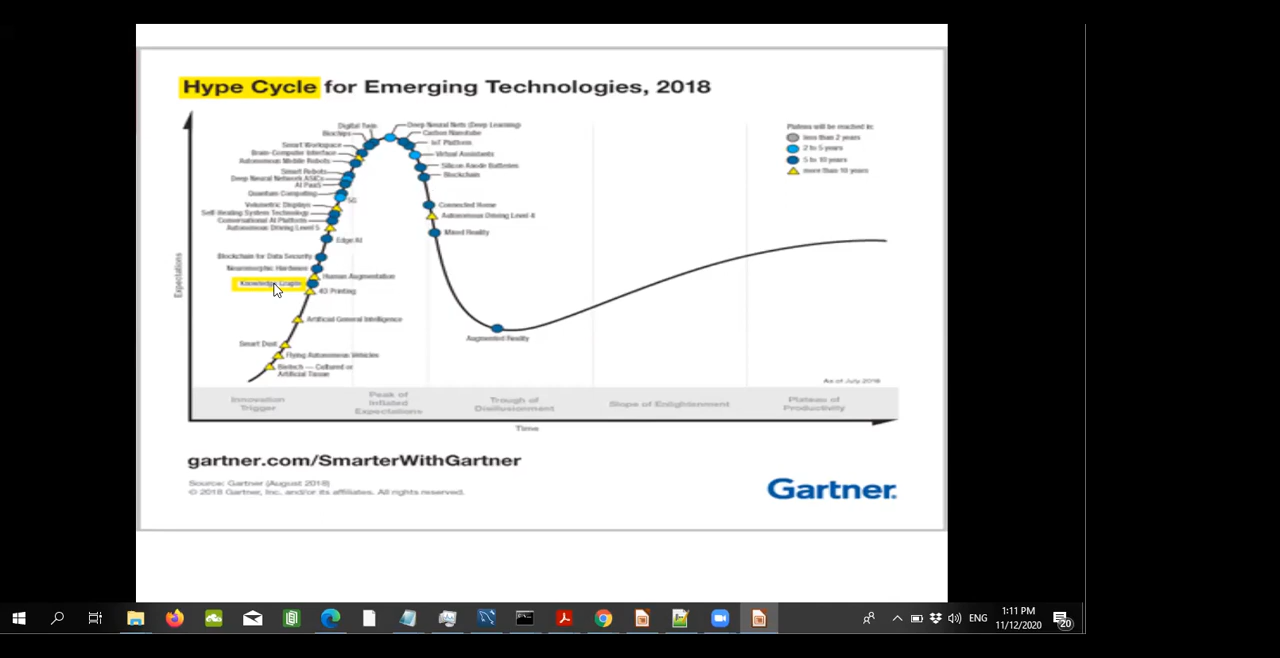 Hype Cycle for Emerging Technologies, 2018
Plateau will be reached in:
less than 2 years
2 to 5 years
5 to 10 years
more than 10 years
Expectations
Digital Twin
Biochips
Smart Workspace
Brain-Computer Interface
Autonomous Mobile Robots
Smart Robots
Deep Neural Network ASICs
AI PaaS
Quantum Computing
5G
Volumetric Displays
Self-Healing System Technology
Conversational AI Platform
Autonomous Driving Level 5
Edge AI
Blockchain for Data Security
Neuromorphic Hardware
Human Augmentation
Knowledge Graphs
4D Printing
Artificial General Intelligence
Smart Dust
Flying Autonomous Vehicles
Biotech — Cultured or
Artificial Tissue
Deep Neural Nets (Deep Learning)
Carbon Nanotube
IoT Platform
Virtual Assistants
Silicon Anode Batteries
Blockchain
Connected Home
Autonomous Driving Level 4
Mixed Reality
Augmented Reality
As of July 2018
Innovation
Trigger
Peak of
Inflated
Expectations
Trough of
Disillusionment
Slope of Enlightenment
Plateau of
Productivity
Time
gartner.com/SmarterWithGartner
Source: Gartner (August 2018)
© 2018 Gartner, Inc. and/or its affiliates. All rights reserved.
Gartner.
ENG
1:11 PM
11/12/2020
20